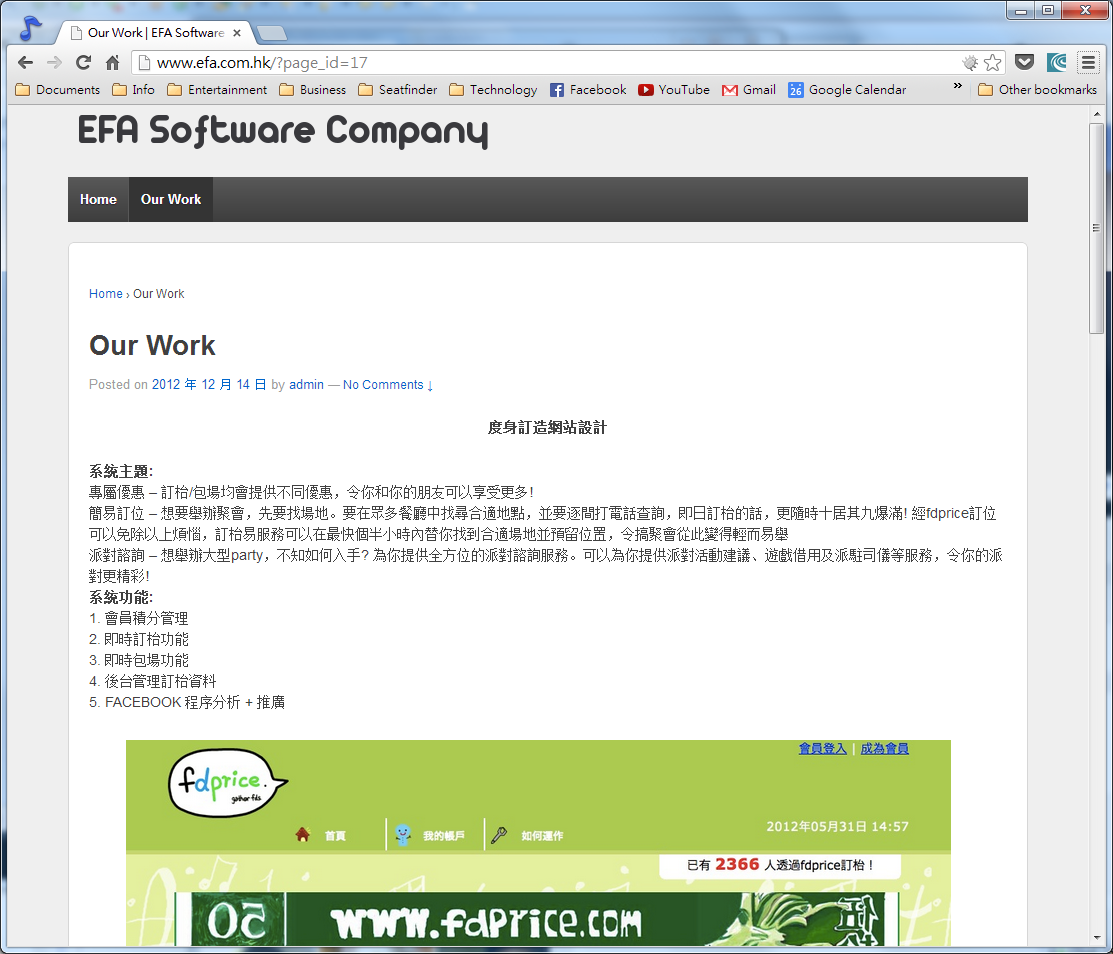 Our Work | EFA Software
www.efa.com.hk/?page_id=17
Documents Info Entertainment Business Seatfinder Technology Facebook YouTube Gmail 26 Google Calendar » Other bookmarks
EFA Software Company
Home Our Work
Home › Our Work
Our Work
Posted on 2012 年 12 月 14 日 by admin — No Comments ↓
度身訂造網站設計
系統主題:
專屬優惠 – 訂枱/包場均會提供不同優惠，令你和你的朋友可以享受更多!
簡易訂位 – 想要舉辦聚會，先要找場地。要在眾多餐廳中找尋合適地點，並要逐間打電話查詢，即日訂枱的話，更隨時十居其九爆滿! 經fdprice訂位
可以免除以上煩惱，訂枱易服務可以在最快個半小時內替你找到合適場地並預留位置，令搞聚會從此變得輕而易舉
派對諮詢 – 想舉辦大型party，不知如何入手? 為你提供全方位的派對諮詢服務。可以為你提供派對活動建議、遊戲借用及派駐司儀等服務，令你的派
對更精彩!
系統功能:
1. 會員積分管理
2. 即時訂枱功能
3. 即時包場功能
4. 後台管理訂枱資料
5. FACEBOOK 程序分析 + 推廣
會員登入 | 成為會員
fdprice.
gather fds.
首頁 我的帳戶 如何運作
2012年05月31日 14:57
已有 2366 人透過fdprice訂枱！
www.fdprice.com